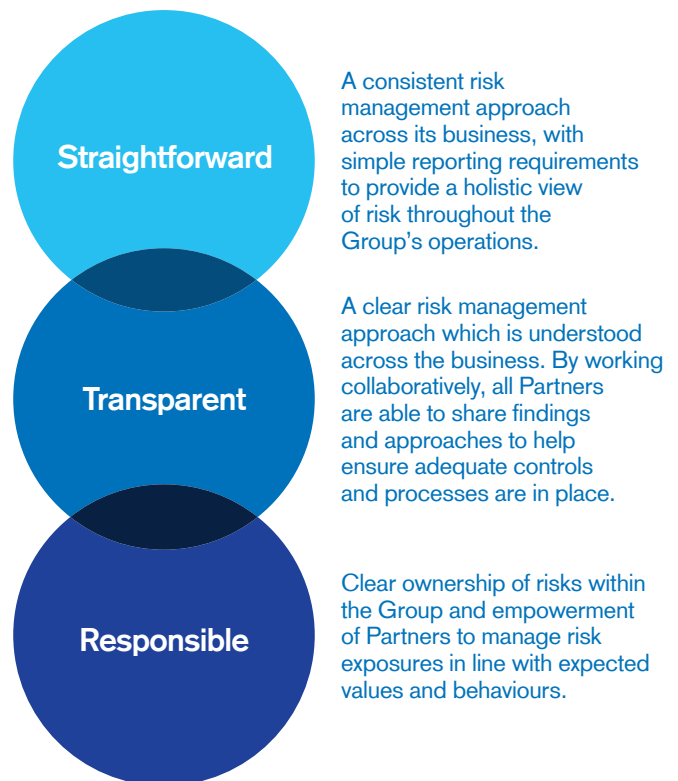 Straightforward
A consistent risk
management approach
across its business, with
simple reporting requirements
to provide a holistic view
of risk throughout the
Group’s operations.
Transparent
A clear risk management
approach which is understood
across the business. By working
collaboratively, all Partners
are able to share findings
and approaches to help
ensure adequate controls
and processes are in place.
Responsible
Clear ownership of risks within
the Group and empowerment
of Partners to manage risk
exposures in line with expected
values and behaviours.